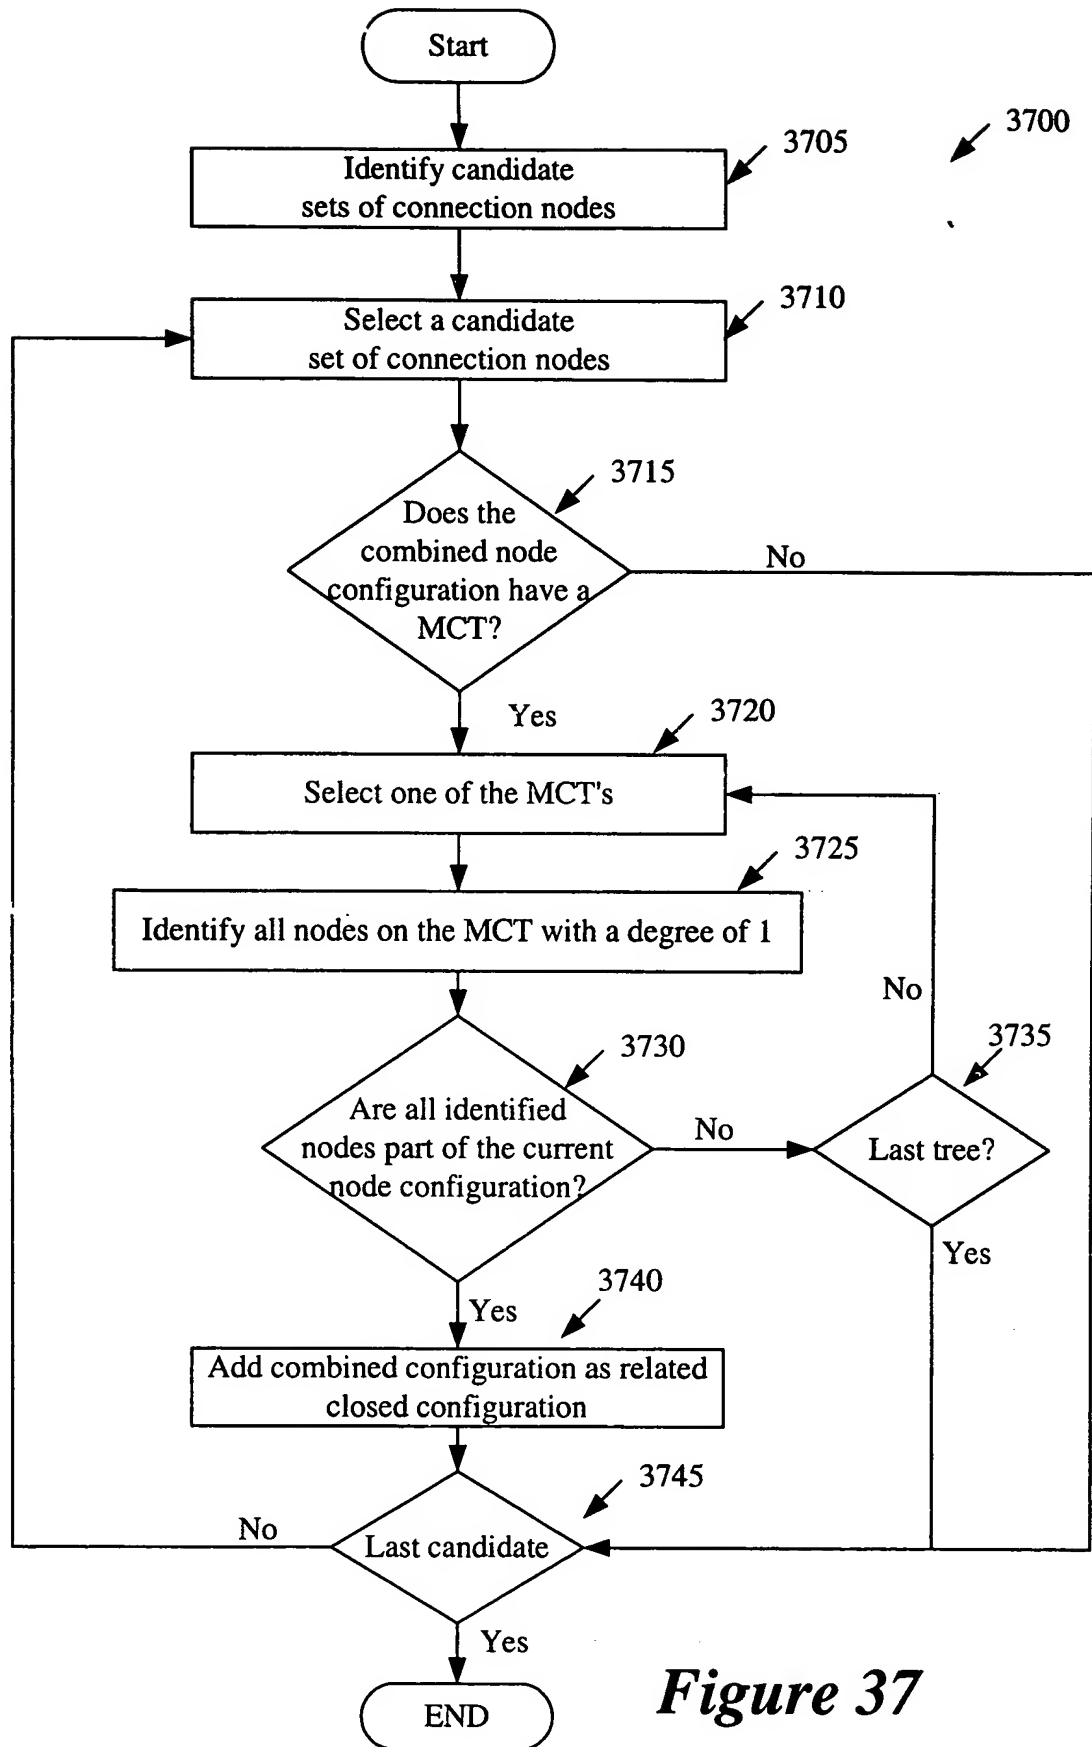 Start
3700
3705
Identify candidate
sets of connection nodes
3710
Select a candidate
set of connection nodes
3715
Does the
combined node
configuration have a
MCT?
No
Yes
3720
Select one of the MCT's
3725
Identify all nodes on the MCT with a degree of 1
No
3730
3735
Are all identified
nodes part of the current
node configuration?
No
Last tree?
Yes
3740
Yes
Add combined configuration as related
closed configuration
3745
No
Last candidate
Yes
END
Figure 37